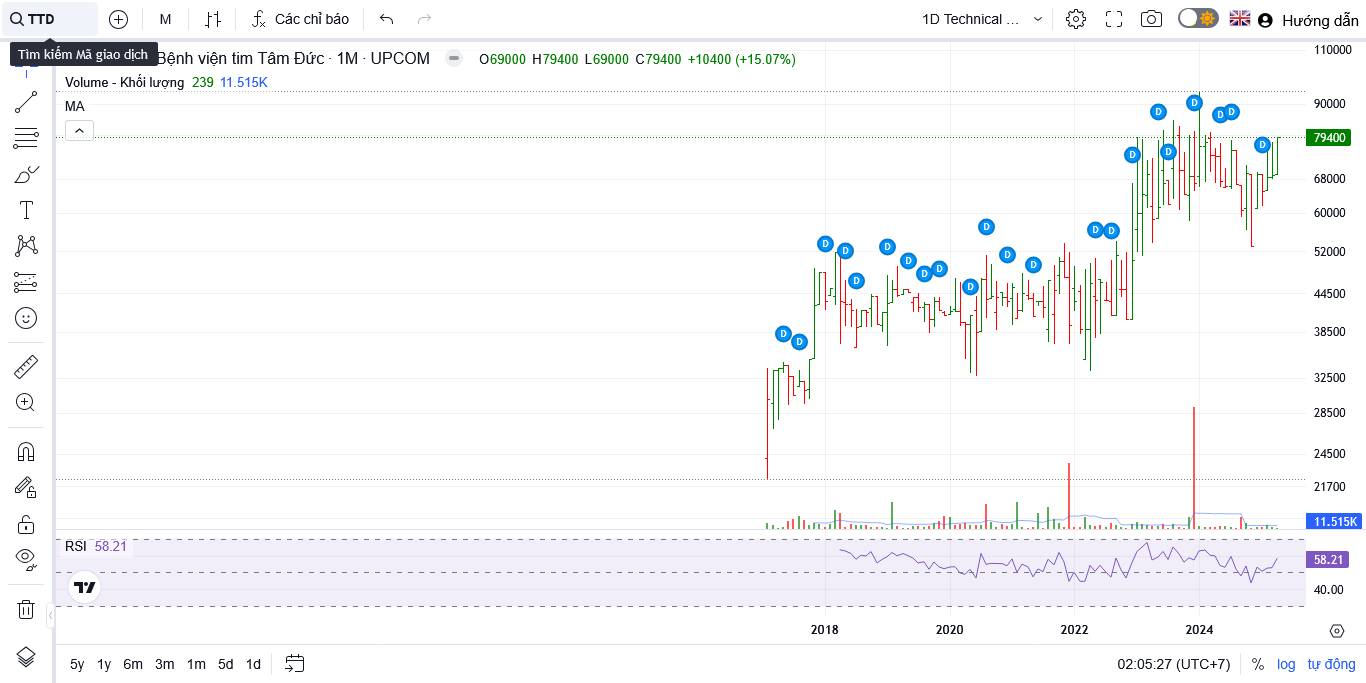 TTD M Các chỉ báo 1D Technical ... Hướng dẫn
Tìm kiếm Mã giao dịch
Bệnh viện tim Tâm Đức · 1M · UPCOM O69000 H79400 L69000 C79400 +10400 (+15.07%)
Volume - Khối lượng 239 11.515K
MA
110000
90000
79400
68000
60000
52000
44500
38500
32500
28500
24500
21700
11.515K
D D D D D D D D D D D D D D D D D D D D D D
RSI 58.21
58.21
40.00
2018 2020 2022 2024
5y 1y 6m 3m 1m 5d 1d 02:05:27 (UTC+7) % log tự động